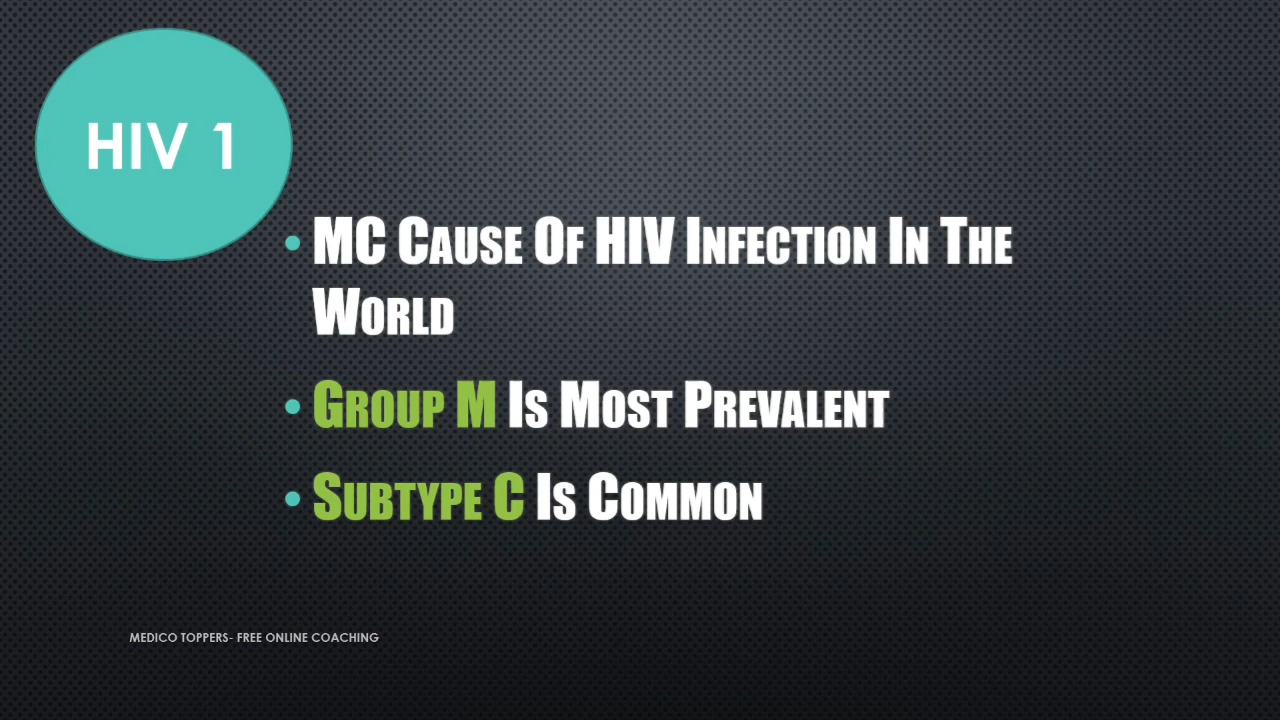 HIV 1
• MC Cause Of HIV Infection In The
World
• Group M Is Most Prevalent
• Subtype C Is Common
MEDICO TOPPERS- FREE ONLINE COACHING